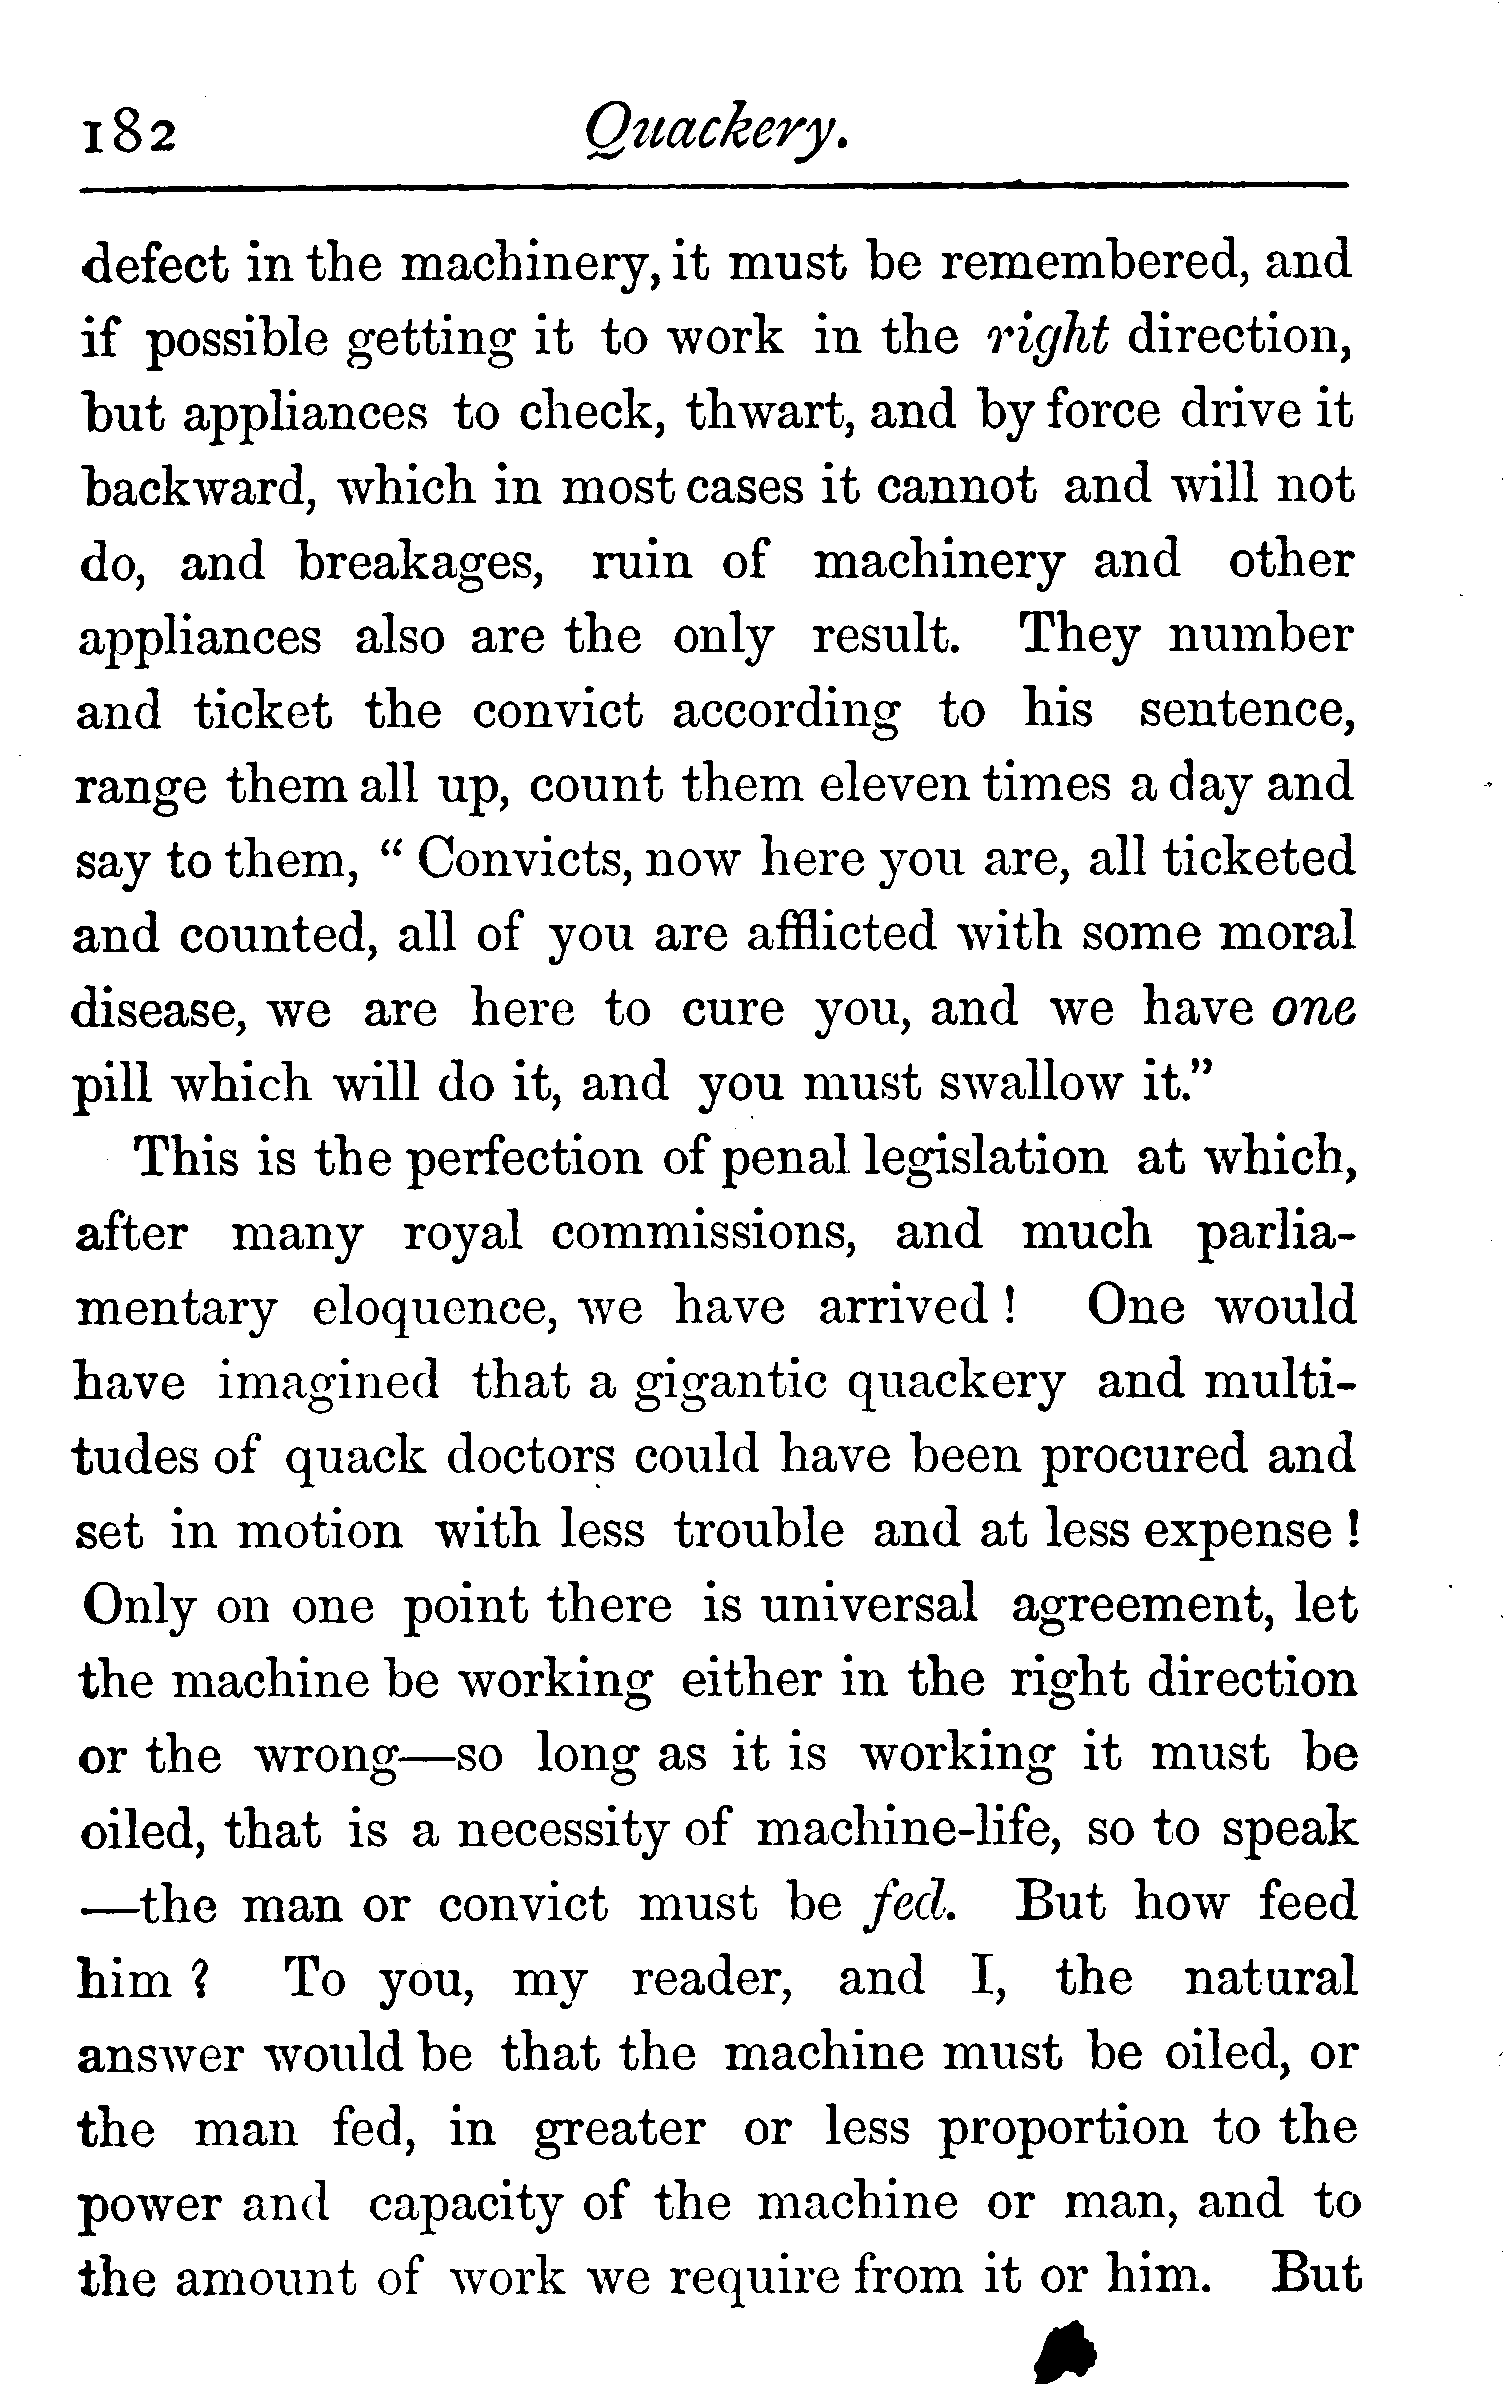 182 Quackery.
defect in the machinery, it must be remembered, and
if possible getting it to work in the right direction,
but appliances to check, thwart, and by force drive it
backward, which in most cases it cannot and will not
do, and breakages, ruin of machinery and other
appliances also are the only result. They number
and ticket the convict according to his sentence,
range them all up, count them eleven times a day and
say to them, “ Convicts, now here you are, all ticketed
and counted, all of you are afflicted with some moral
disease, we are here to cure you, and we have one
pill which will do it, and you must swallow it.”
This is the perfection of penal legislation at which,
after many royal commissions, and much parlia-
mentary eloquence, we have arrived ! One would
have imagined that a gigantic quackery and multi-
tudes of quack doctors could have been procured and
set in motion with less trouble and at less expense !
Only on one point there is universal agreement, let
the machine be working either in the right direction
or the wrong—so long as it is working it must be
oiled, that is a necessity of machine-life, so to speak
—the man or convict must be fed. But how feed
him ? To you, my reader, and I, the natural
answer would be that the machine must be oiled, or
the man fed, in greater or less proportion to the
power and capacity of the machine or man, and to
the amount of work we require from it or him. But